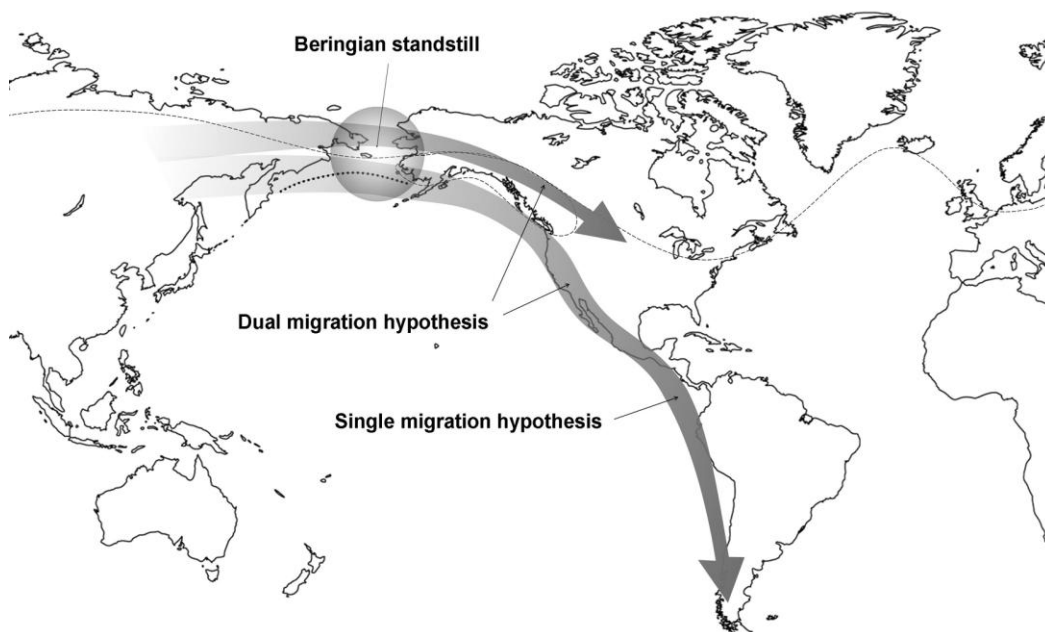 Beringian standstill
Dual migration hypothesis
Single migration hypothesis